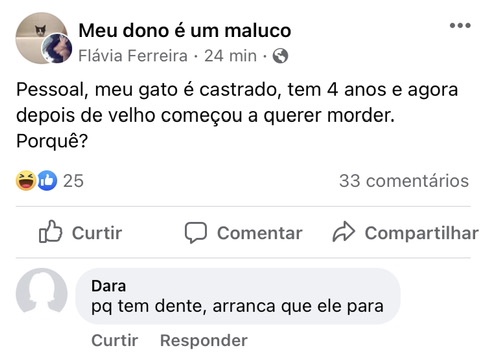 Meu dono é um maluco
Flávia Ferreira · 24 min ·
Pessoal, meu gato é castrado, tem 4 anos e agora
depois de velho começou a querer morder.
Porquê?
25
33 comentários
Curtir
Comentar
Compartilhar
Dara
pq tem dente, arranca que ele para
Curtir
Responder